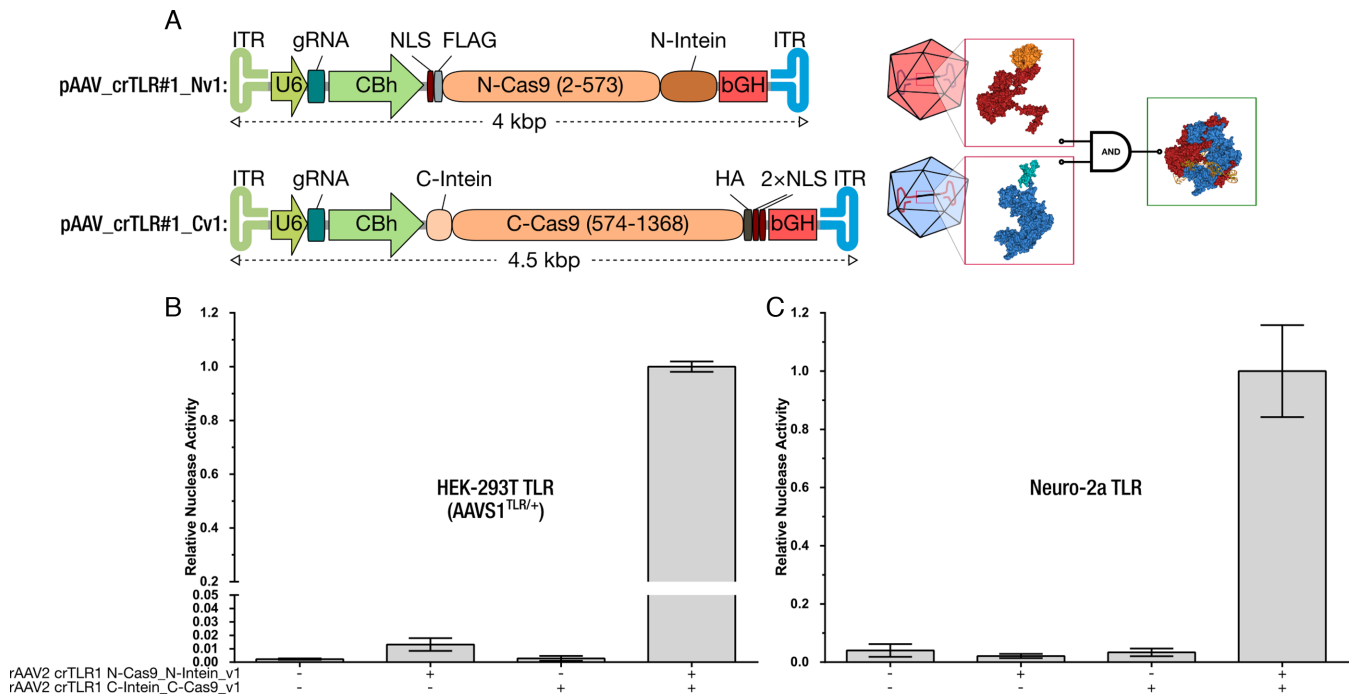 A
ITR gRNA NLS FLAG N-Intein ITR
pAAV_crTLR#1_Nv1: U6 CBh N-Cas9 (2-573) bGH
4 kbp
ITR gRNA C-Intein HA 2×NLS ITR
pAAV_crTLR#1_Cv1: U6 CBh C-Cas9 (574-1368) bGH
4.5 kbp
AND
B
Relative Nuclease Activity
1.2
1.0
0.8
0.6
0.4
0.2
0.05
0.04
0.03
0.02
0.01
0.00
HEK-293T TLR
(AAVS1TLR/+)
C
Relative Nuclease Activity
1.2
1.0
0.8
0.6
0.4
0.2
0.0
Neuro-2a TLR
rAAV2 crTLR1 N-Cas9_N-Intein_v1 - + - + - + - +
rAAV2 crTLR1 C-Intein_C-Cas9_v1 - - + + - - + +